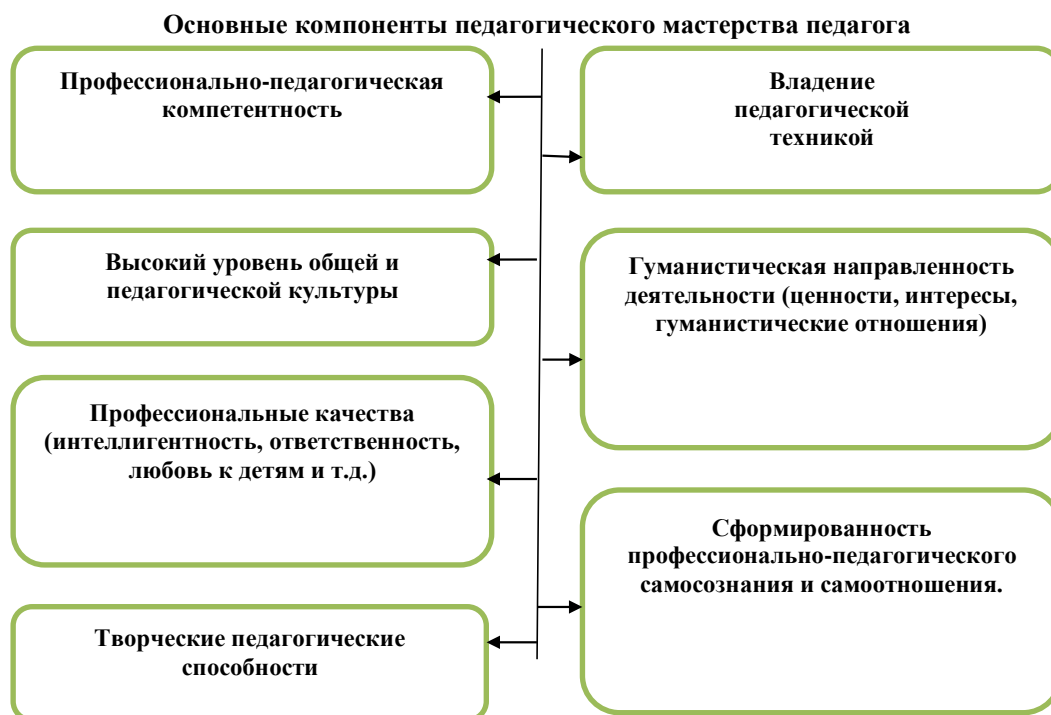 Основные компоненты педагогического мастерства педагога
Профессионально-педагогическая
компетентность
Владение
педагогической
техникой
Высокий уровень общей и
педагогической культуры
Гуманистическая направленность
деятельности (ценности, интересы,
гуманистические отношения)
Профессиональные качества
(интеллигентность, ответственность,
любовь к детям и т.д.)
Сформированность
профессионально-педагогического
самосознания и самоотношения.
Творческие педагогические
способности